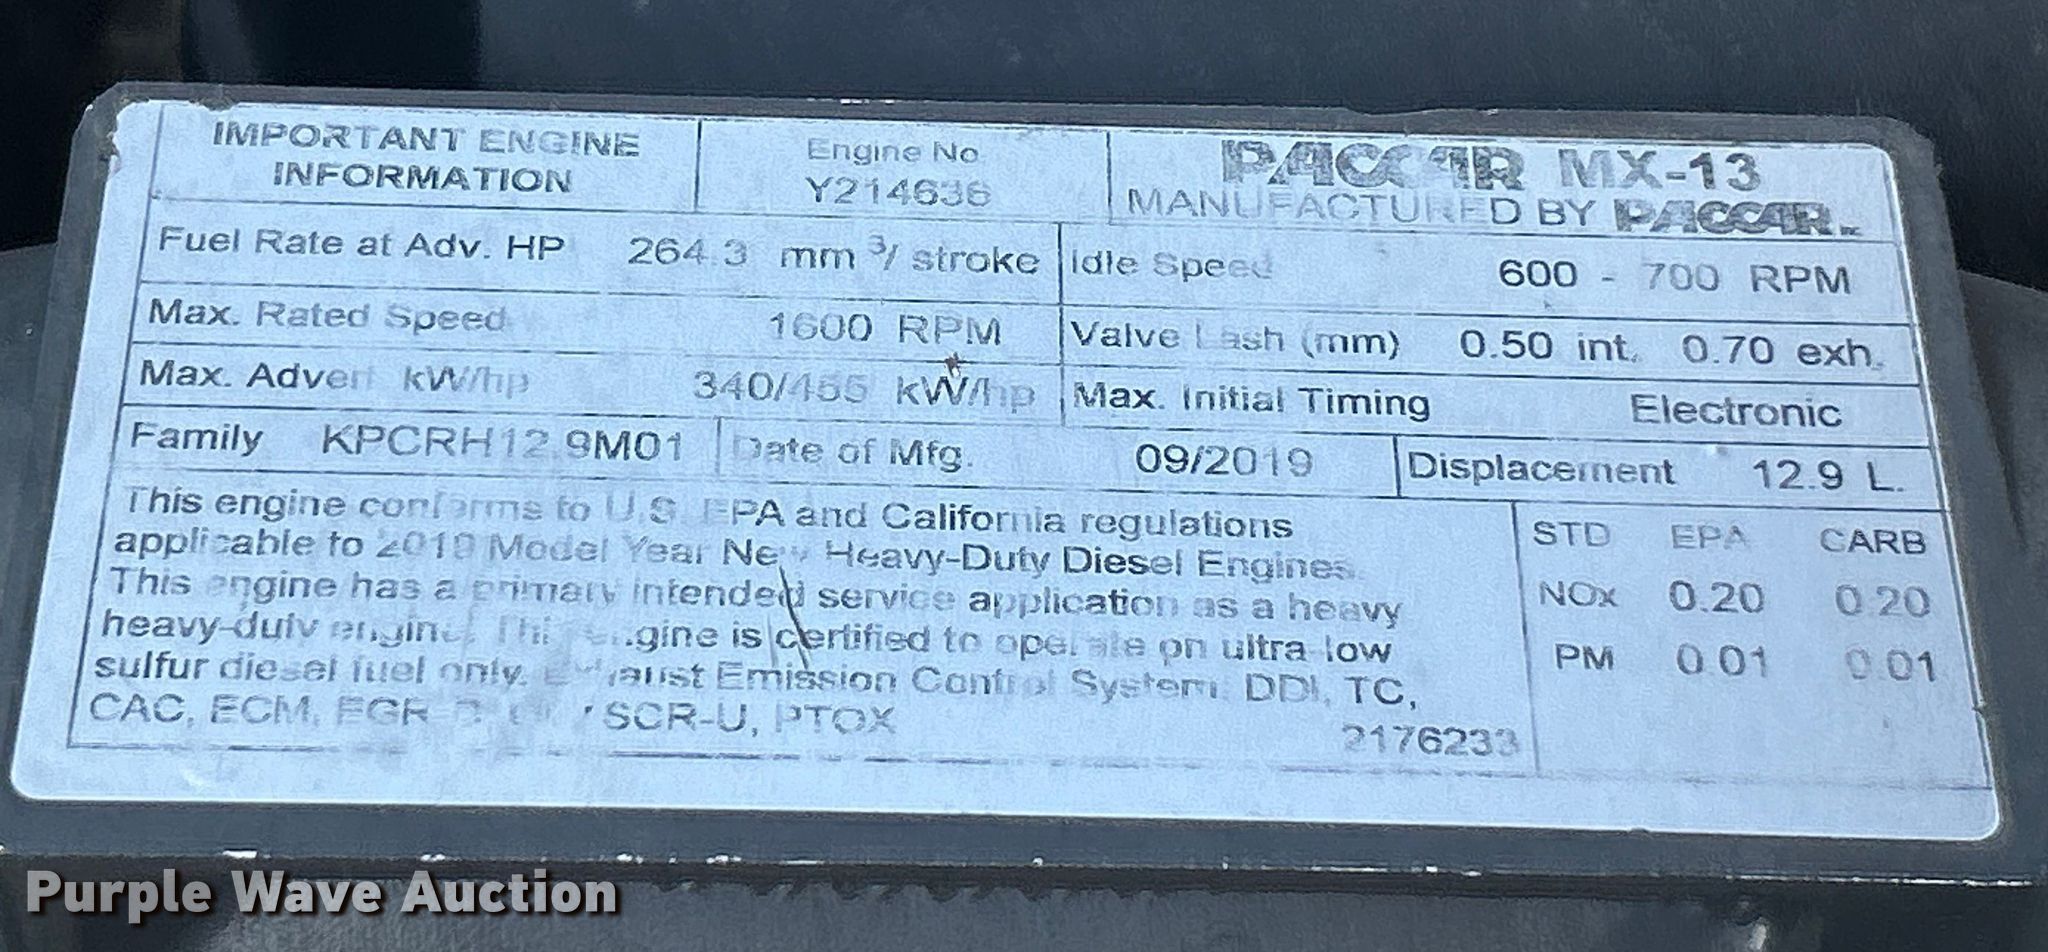 IMPORTANT ENGINE
INFORMATION
Engine No
Y214636
PACCAR MX-13
MANUFACTURED BY PACCAR
Fuel Rate at Adv. HP 264.3 mm³/ stroke
Idle Speed 600 - 700 RPM
Max. Rated Speed 1600 RPM
Valve Lash (mm) 0.50 int. 0.70 exh.
Max. Advert kW/hp 340/455 kW/hp
Max. Initial Timing Electronic
Family KPCRH12.9M01
Date of Mfg. 09/2019
Displacement 12.9 L.
This engine conforms to U.S. EPA and California regulations
applicable to 2019 Model Year New Heavy-Duty Diesel Engines.
This engine has a primary intended service application as a heavy
heavy-duty engine. This engine is certified to operate on ultra low
sulfur diesel fuel only. Exhaust Emission Control System: DDI, TC,
CAC, ECM, EGR SCR-U, PTOX
2176233
STD EPA CARB
NOx 0.20 0.20
PM 0.01 0.01
Purple Wave Auction